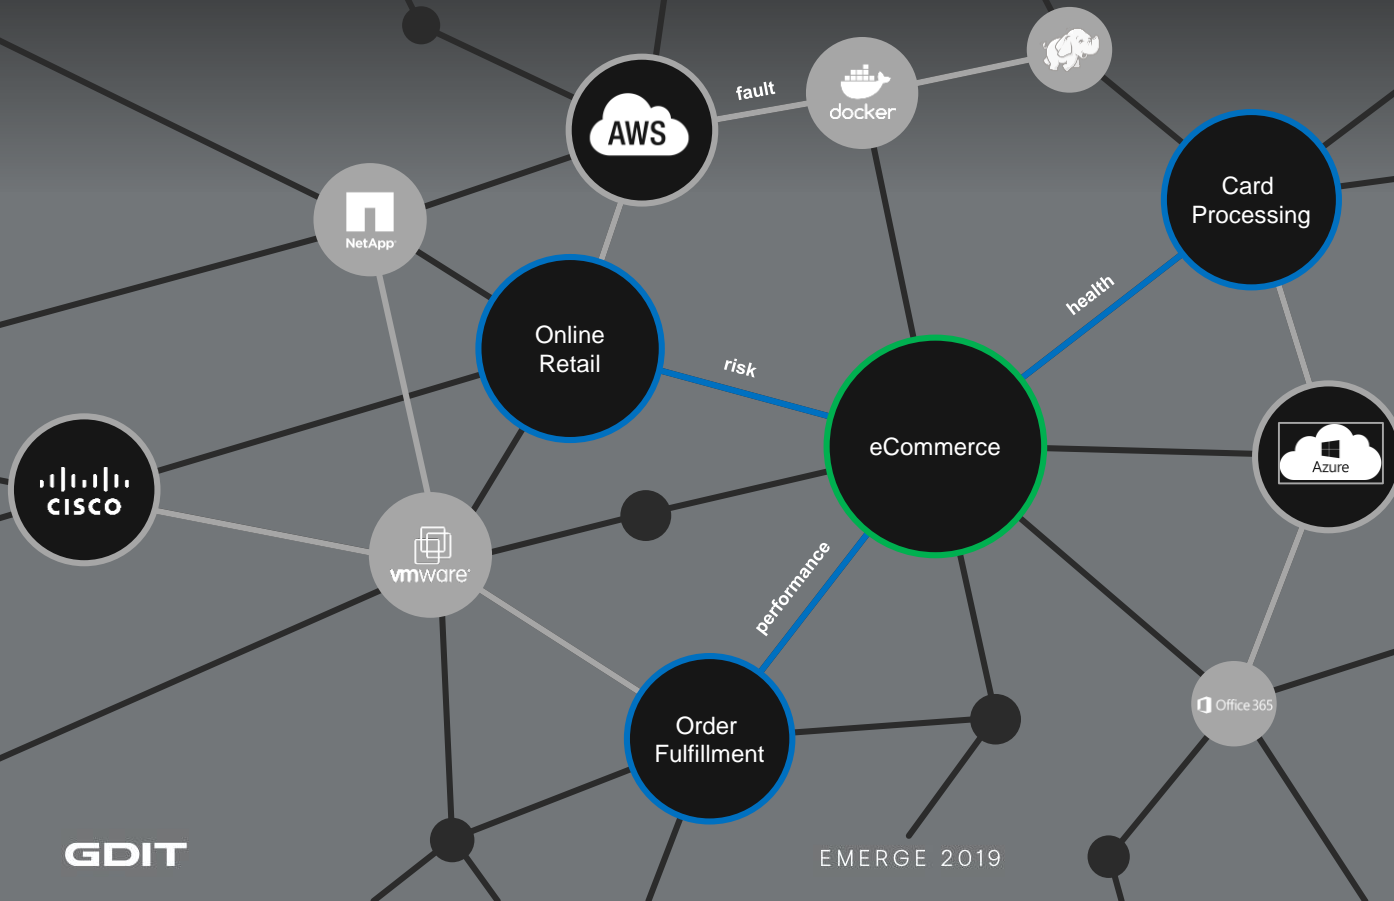 fault
AWS
docker
Card
Processing
NetApp
health
Online
Retail
risk
eCommerce
Azure
CISCO
vmware
performance
Office 365
Order
Fulfillment
GDIT
EMERGE 2019